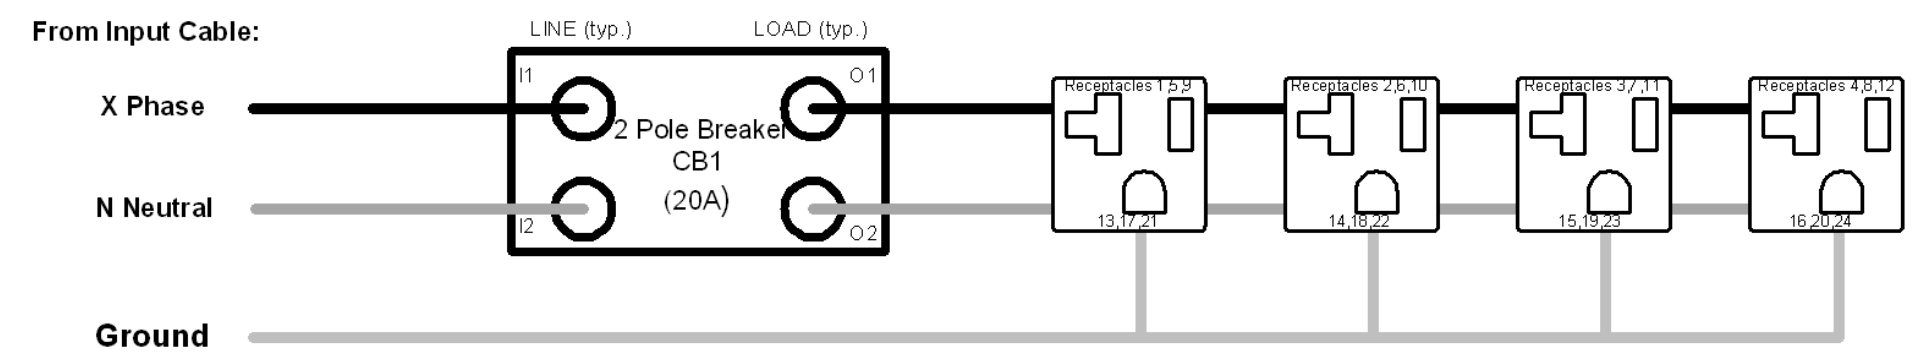 From Input Cable:
LINE (typ.)
LOAD (typ.)
X Phase
I1
O1
2 Pole Breaker
CB1
(20A)
N Neutral
I2
O2
Receptacles 1,5,9
13,17,21
Receptacles 2,6,10
14,18,22
Receptacles 3,7,11
15,19,23
Receptacles 4,8,12
16,20,24
Ground